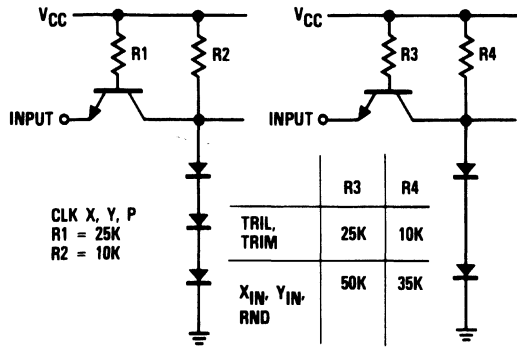 VCC
R1
R2
INPUT
CLK X, Y, P
R1 = 25K
R2 = 10K
VCC
R3
R4
INPUT
R3 R4
TRIL, TRIM 25K 10K
XIN, YIN, RND 50K 35K